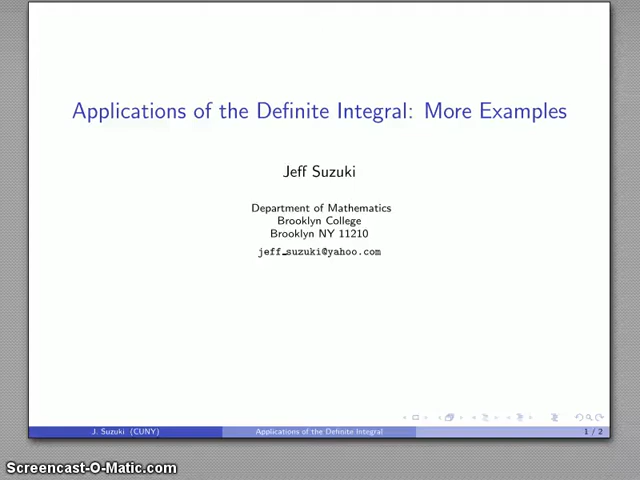 Applications of the Definite Integral: More Examples
Jeff Suzuki
Department of Mathematics
Brooklyn College
Brooklyn NY 11210
jeff_suzuki@yahoo.com
J. Suzuki (CUNY) Applications of the Definite Integral 1 / 2
Screencast-O-Matic.com